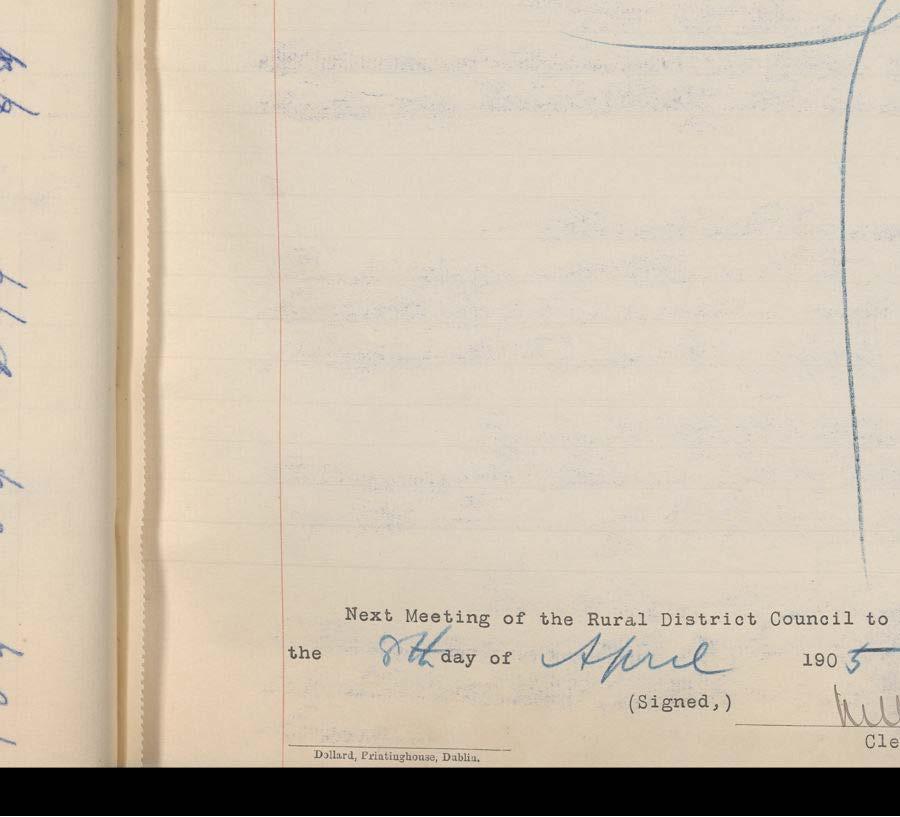 Next Meeting of the Rural District Council to
the 8th day of April 1905
(Signed,)
Cle
Dollard, Printinghouse, Dublin.